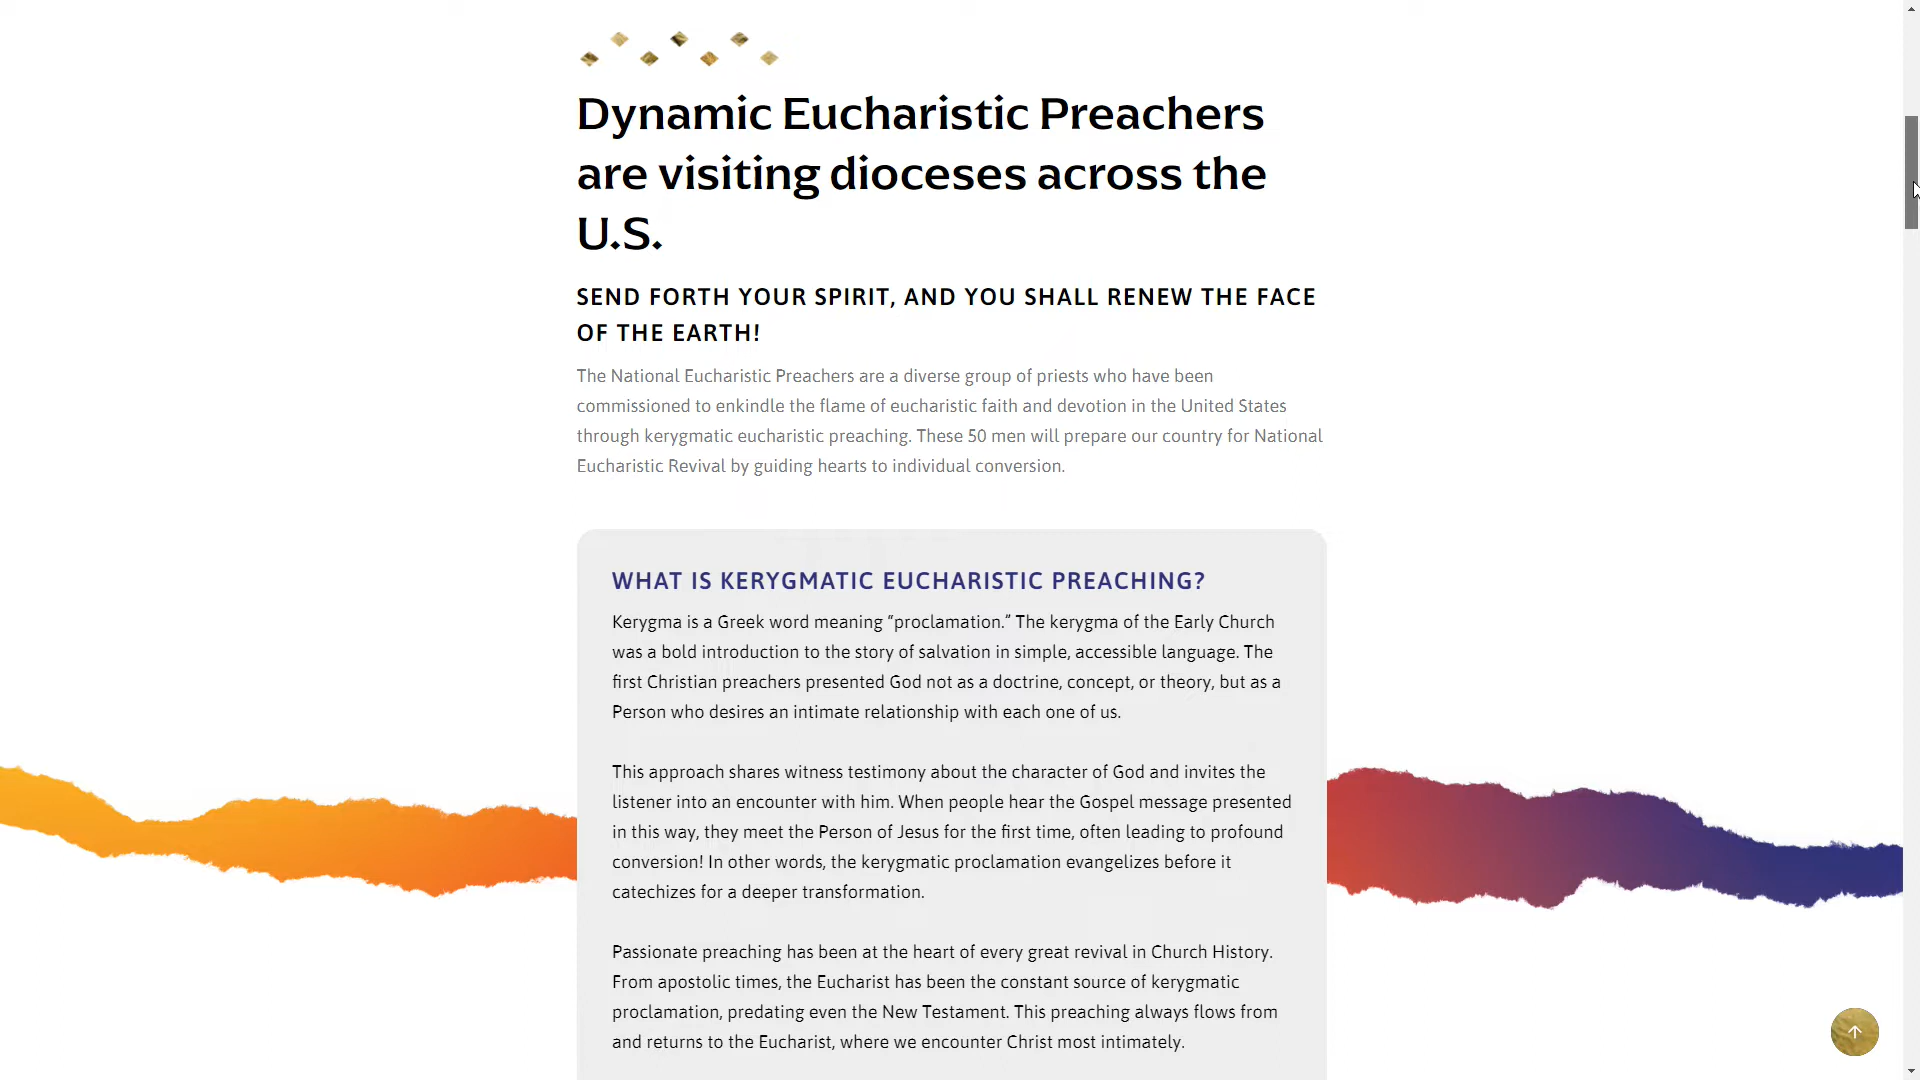 Dynamic Eucharistic Preachers
are visiting dioceses across the
U.S.
SEND FORTH YOUR SPIRIT, AND YOU SHALL RENEW THE FACE
OF THE EARTH!
The National Eucharistic Preachers are a diverse group of priests who have been
commissioned to enkindle the flame of eucharistic faith and devotion in the United States
through kerygmatic eucharistic preaching. These 50 men will prepare our country for National
Eucharistic Revival by guiding hearts to individual conversion.
WHAT IS KERYGMATIC EUCHARISTIC PREACHING?
Kerygma is a Greek word meaning “proclamation.” The kerygma of the Early Church
was a bold introduction to the story of salvation in simple, accessible language. The
first Christian preachers presented God not as a doctrine, concept, or theory, but as a
Person who desires an intimate relationship with each one of us.
This approach shares witness testimony about the character of God and invites the
listener into an encounter with him. When people hear the Gospel message presented
in this way, they meet the Person of Jesus for the first time, often leading to profound
conversion! In other words, the kerygmatic proclamation evangelizes before it
catechizes for a deeper transformation.
Passionate preaching has been at the heart of every great revival in Church History.
From apostolic times, the Eucharist has been the constant source of kerygmatic
proclamation, predating even the New Testament. This preaching always flows from
and returns to the Eucharist, where we encounter Christ most intimately.